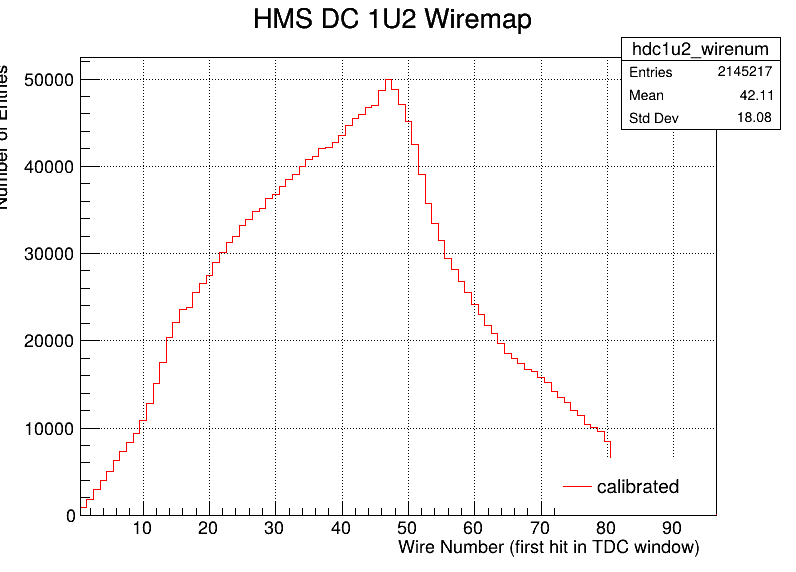 HMS DC 1U2 Wiremap
hdc1u2_wirenum
Entries 2145217
Mean 42.11
Std Dev 18.08
Number of Entries
50000
40000
30000
20000
10000
0
calibrated
10 20 30 40 50 60 70 80 90
Wire Number (first hit in TDC window)